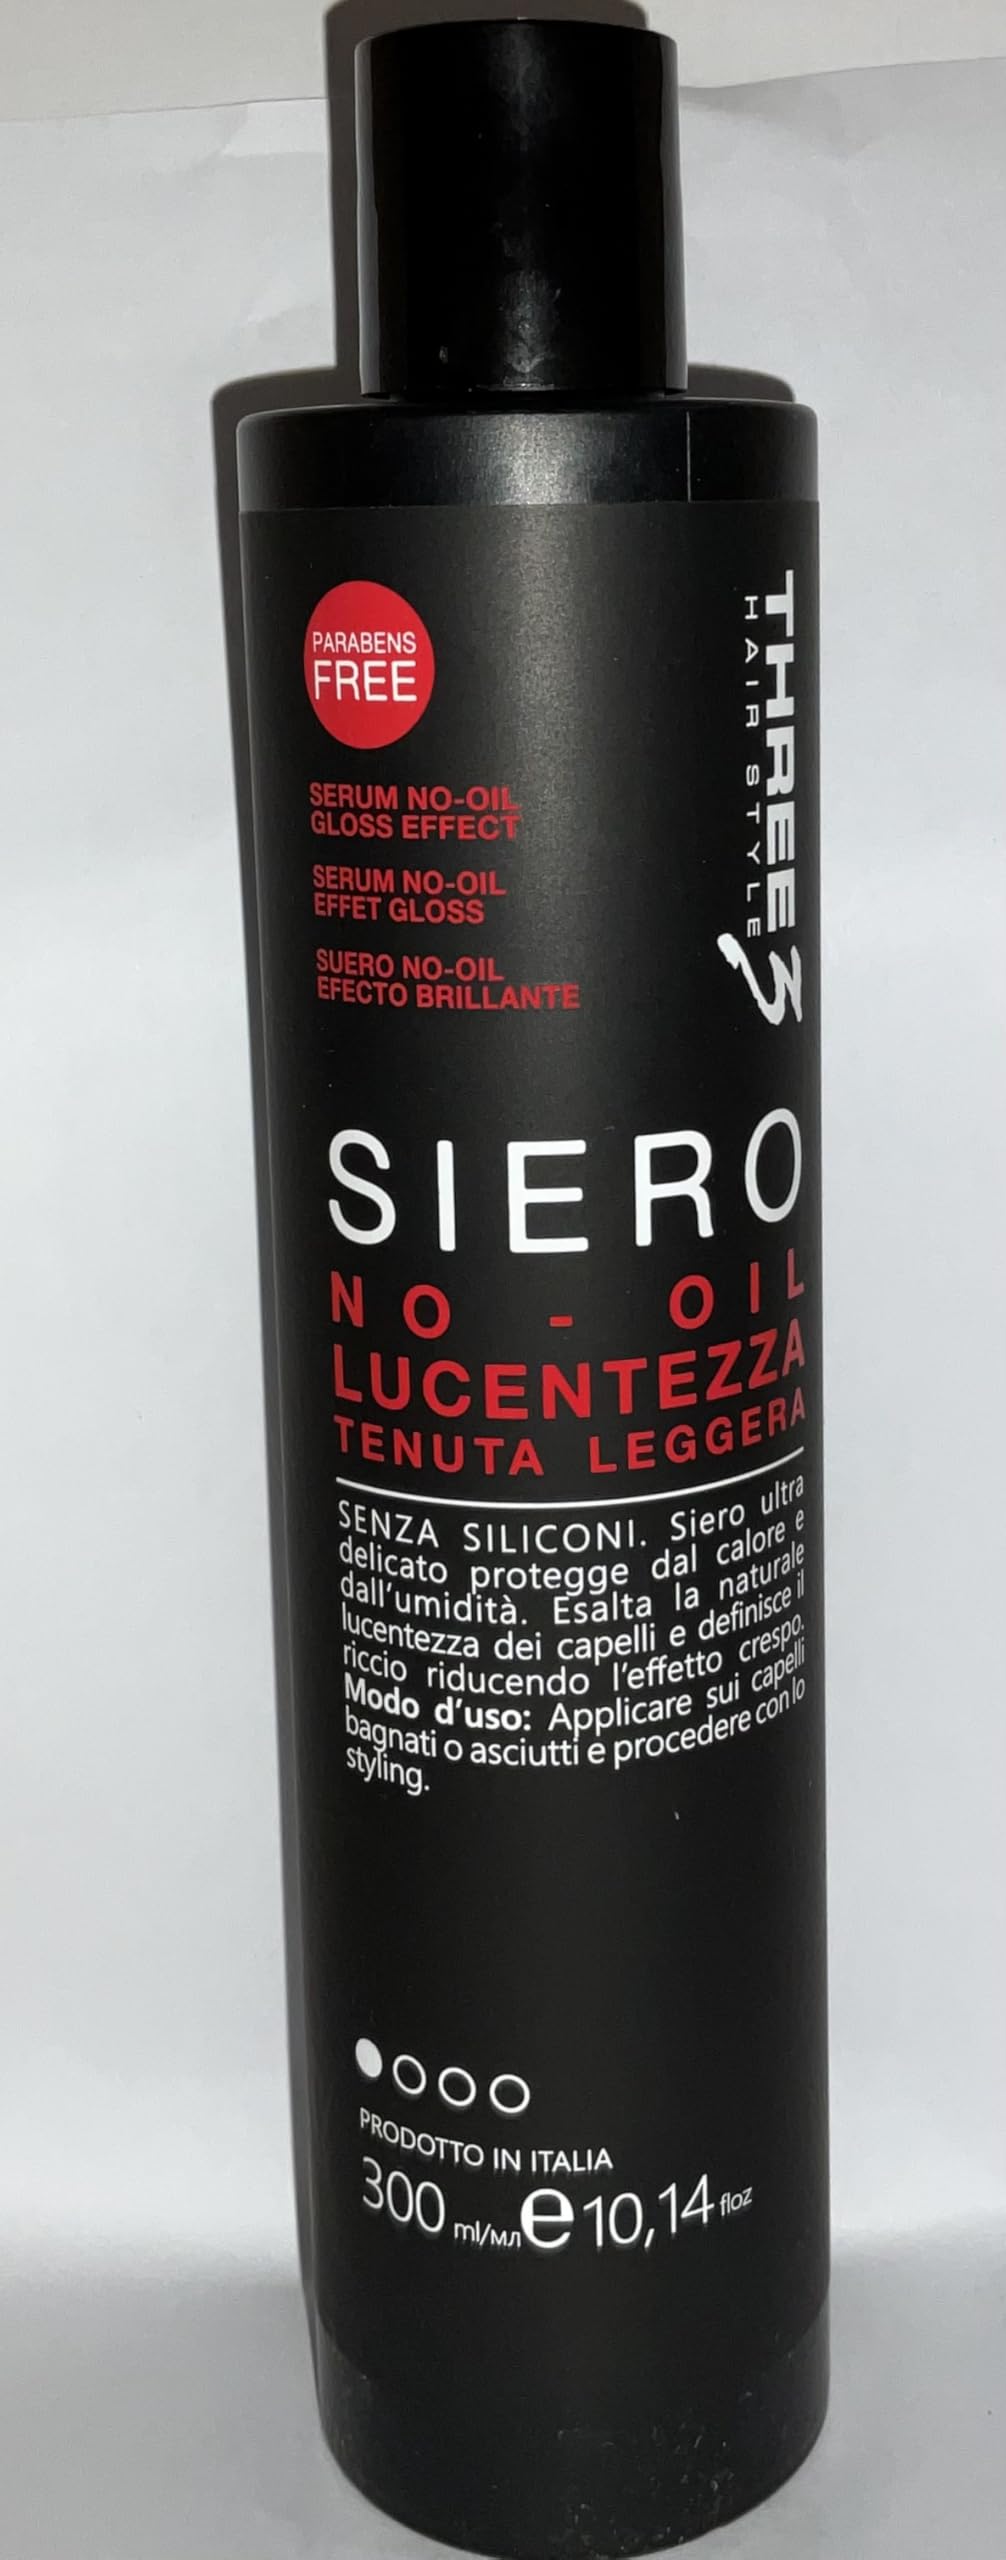 PARABENS
FREE
SERUM NO-OIL
GLOSS EFFECT
SERUM NO-OIL
EFFET GLOSS
SUERO NO-OIL
EFECTO BRILLANTE
THREE 3
HAIR STYLE
SIERO
NO - OIL
LUCENTEZZA
TENUTA LEGGERA
SENZA SILICONI. Siero ultra
delicato protegge dal calore e
dall'umidità. Esalta la naturale
lucentezza dei capelli e definisce il
riccio riducendo l'effetto crespo.
Modo d'uso: Applicare sui capelli
bagnati o asciutti e procedere con lo
styling.
PRODOTTO IN ITALIA
300 ml/мл e 10,14 floz